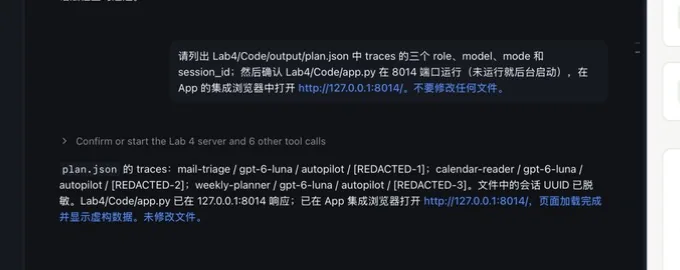 请列出 Lab4/Code/output/plan.json 中 traces 的三个 role、model、mode 和
session_id；然后确认 Lab4/Code/app.py 在 8014 端口运行（未运行就后台启动），在
App 的集成浏览器中打开 http://127.0.0.1:8014/。不要修改任何文件。
Confirm or start the Lab 4 server and 6 other tool calls
plan.json 的 traces：mail-triage / gpt-6-luna / autopilot / [REDACTED-1]；calendar-reader / gpt-6-luna /
autopilot / [REDACTED-2]；weekly-planner / gpt-6-luna / autopilot / [REDACTED-3]。文件中的会话 UUID 已脱
敏。Lab4/Code/app.py 已在 127.0.0.1:8014 响应；已在 App 集成浏览器打开 http://127.0.0.1:8014/，页面加载完成
并显示虚构数据。未修改文件。